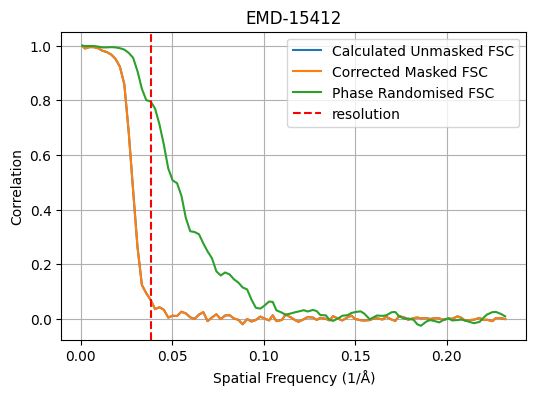 EMD-15412
Calculated Unmasked FSC
Corrected Masked FSC
Phase Randomised FSC
resolution
Correlation
1.0
0.8
0.6
0.4
0.2
0.0
0.00 0.05 0.10 0.15 0.20
Spatial Frequency (1/Å)